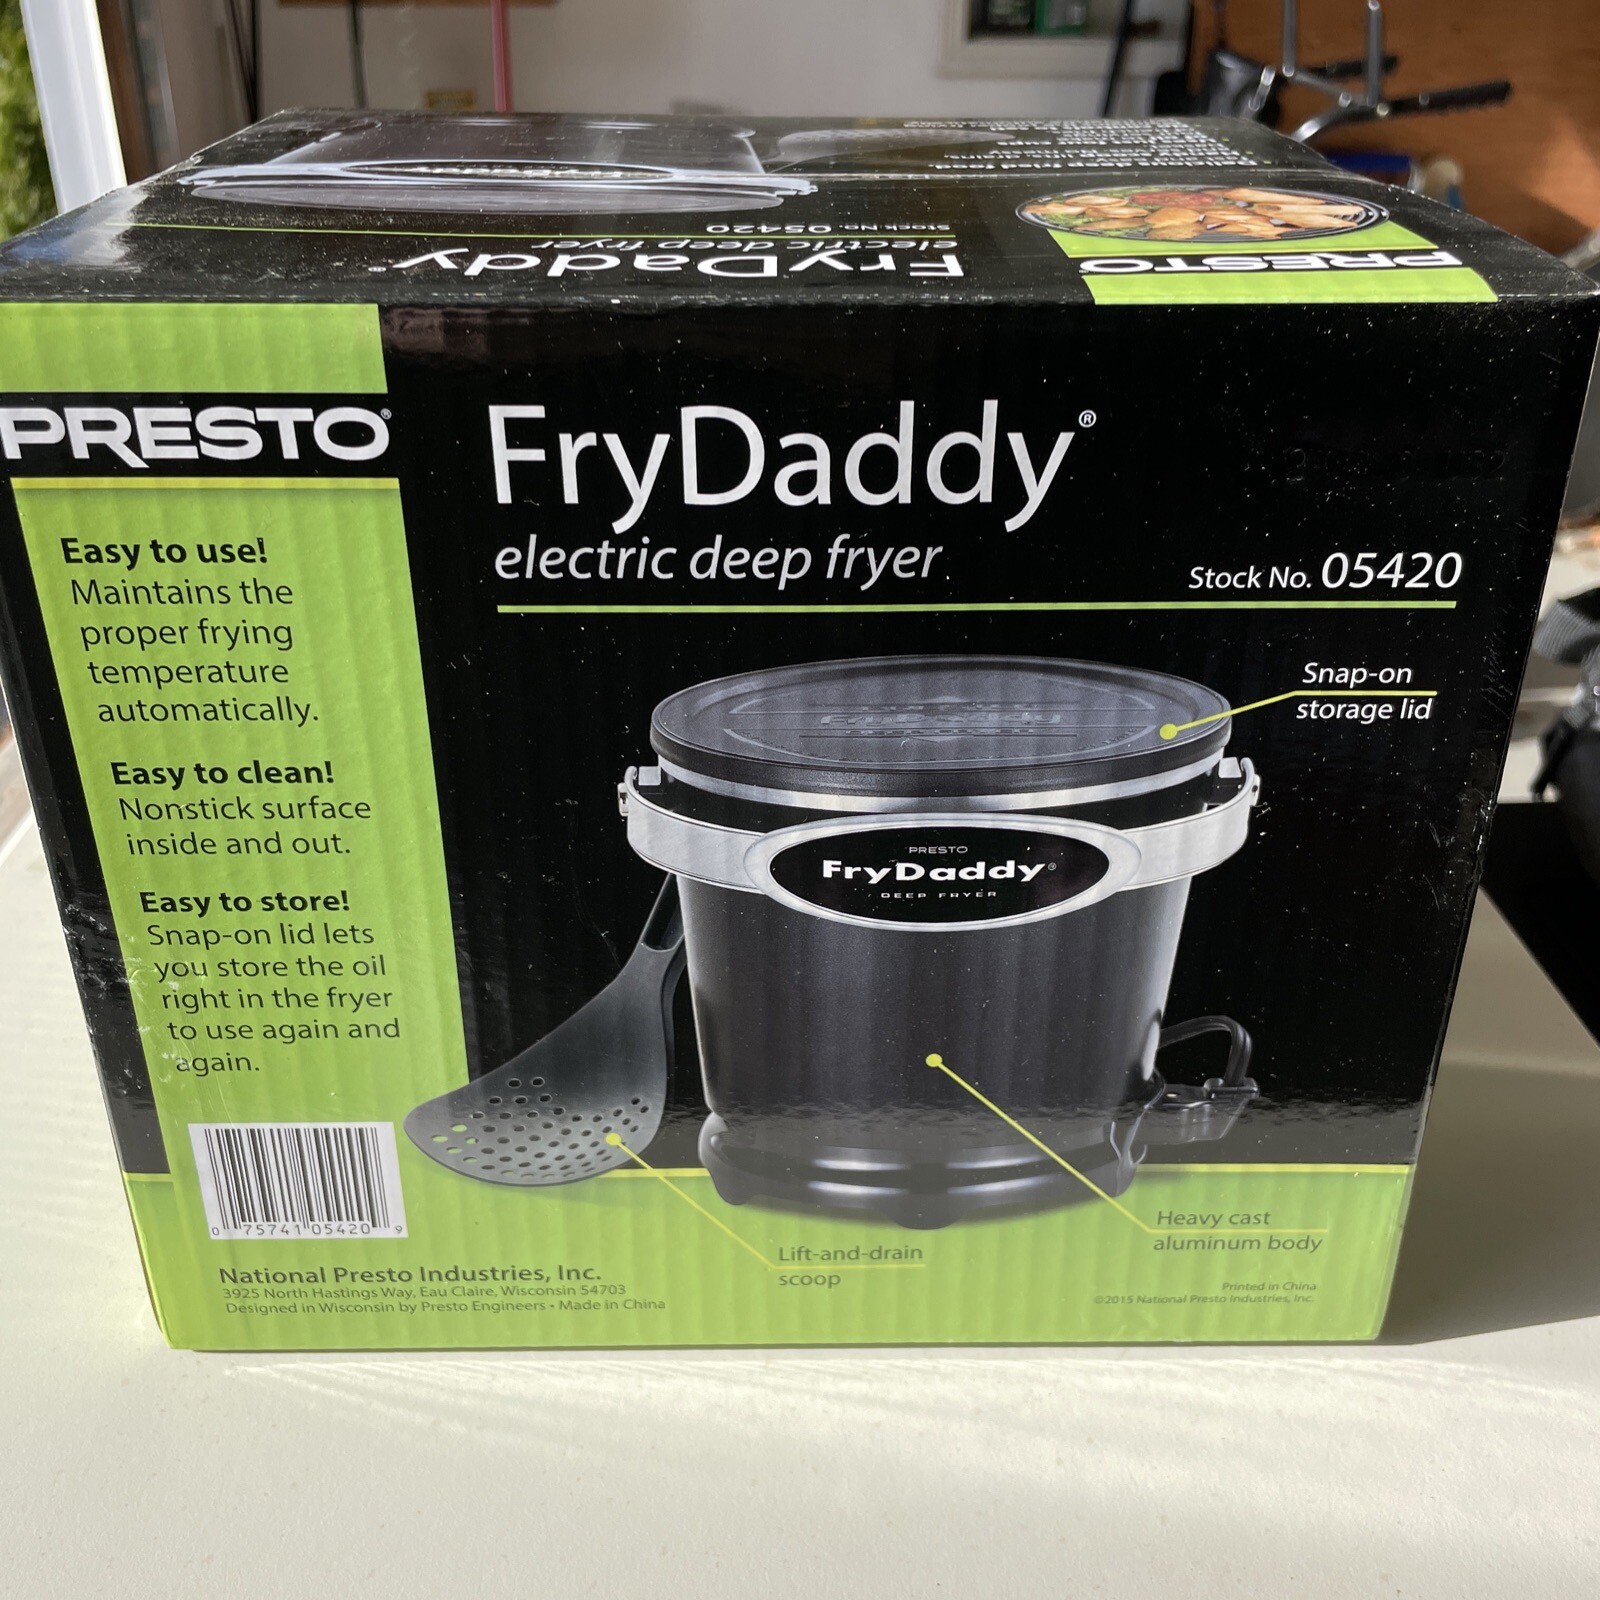 Stock No. 05420
electric deep fryer
FryDaddy®
PRESTO®
PRESTO®
Easy to use!
Maintains the
proper frying
temperature
automatically.
Easy to clean!
Nonstick surface
inside and out.
Easy to store!
Snap-on lid lets
you store the oil
right in the fryer
to use again and
again.
0 75741 05420 9
National Presto Industries, Inc.
3925 North Hastings Way, Eau Claire, Wisconsin 54703
Designed in Wisconsin by Presto Engineers • Made in China
FryDaddy®
electric deep fryer
Stock No. 05420
Snap-on
storage lid
FryDaddy
PRESTO
FryDaddy®
DEEP FRYER
Lift-and-drain
scoop
Heavy cast
aluminum body
Printed in China
©2015 National Presto Industries, Inc.